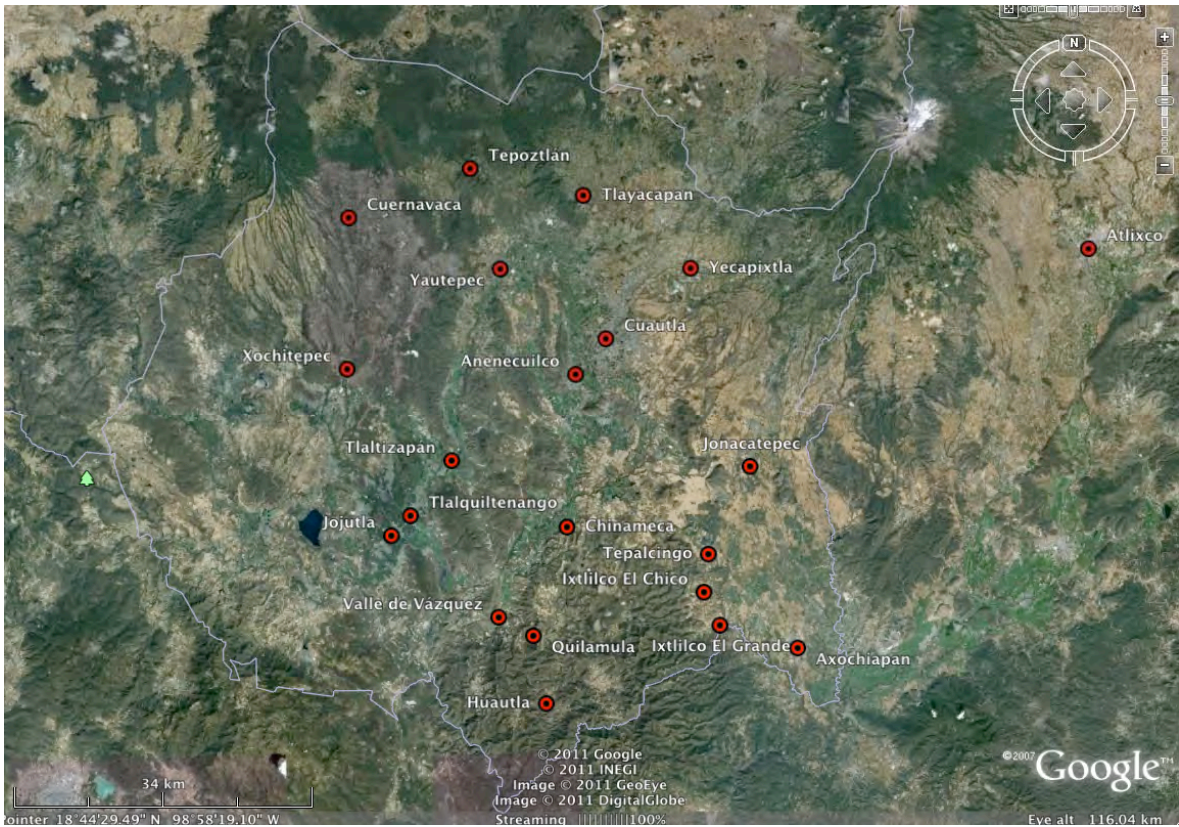 N
Tepoztlán
Tlayacapan
Cuernavaca
Atlixco
Yautepec
Yecapixtla
Cuautla
Xochitepec
Anenecuilco
Tlaltizapán
Jonacatepec
Tlalquiltenango
Jojutla
Chinameca
Tepalcingo
Ixtlilco El Chico
Valle de Vázquez
Quilamula
Ixtlilco El Grande
Axochiapan
Huautla
© 2011 Google
© 2011 INEGI
Image © 2011 GeoEye
Image © 2011 DigitalGlobe
©2007 Google™
34 km
Pointer 18°44'29.49" N 98°58'19.10" W
Streaming ||||||||| 100%
Eye alt 116.04 km